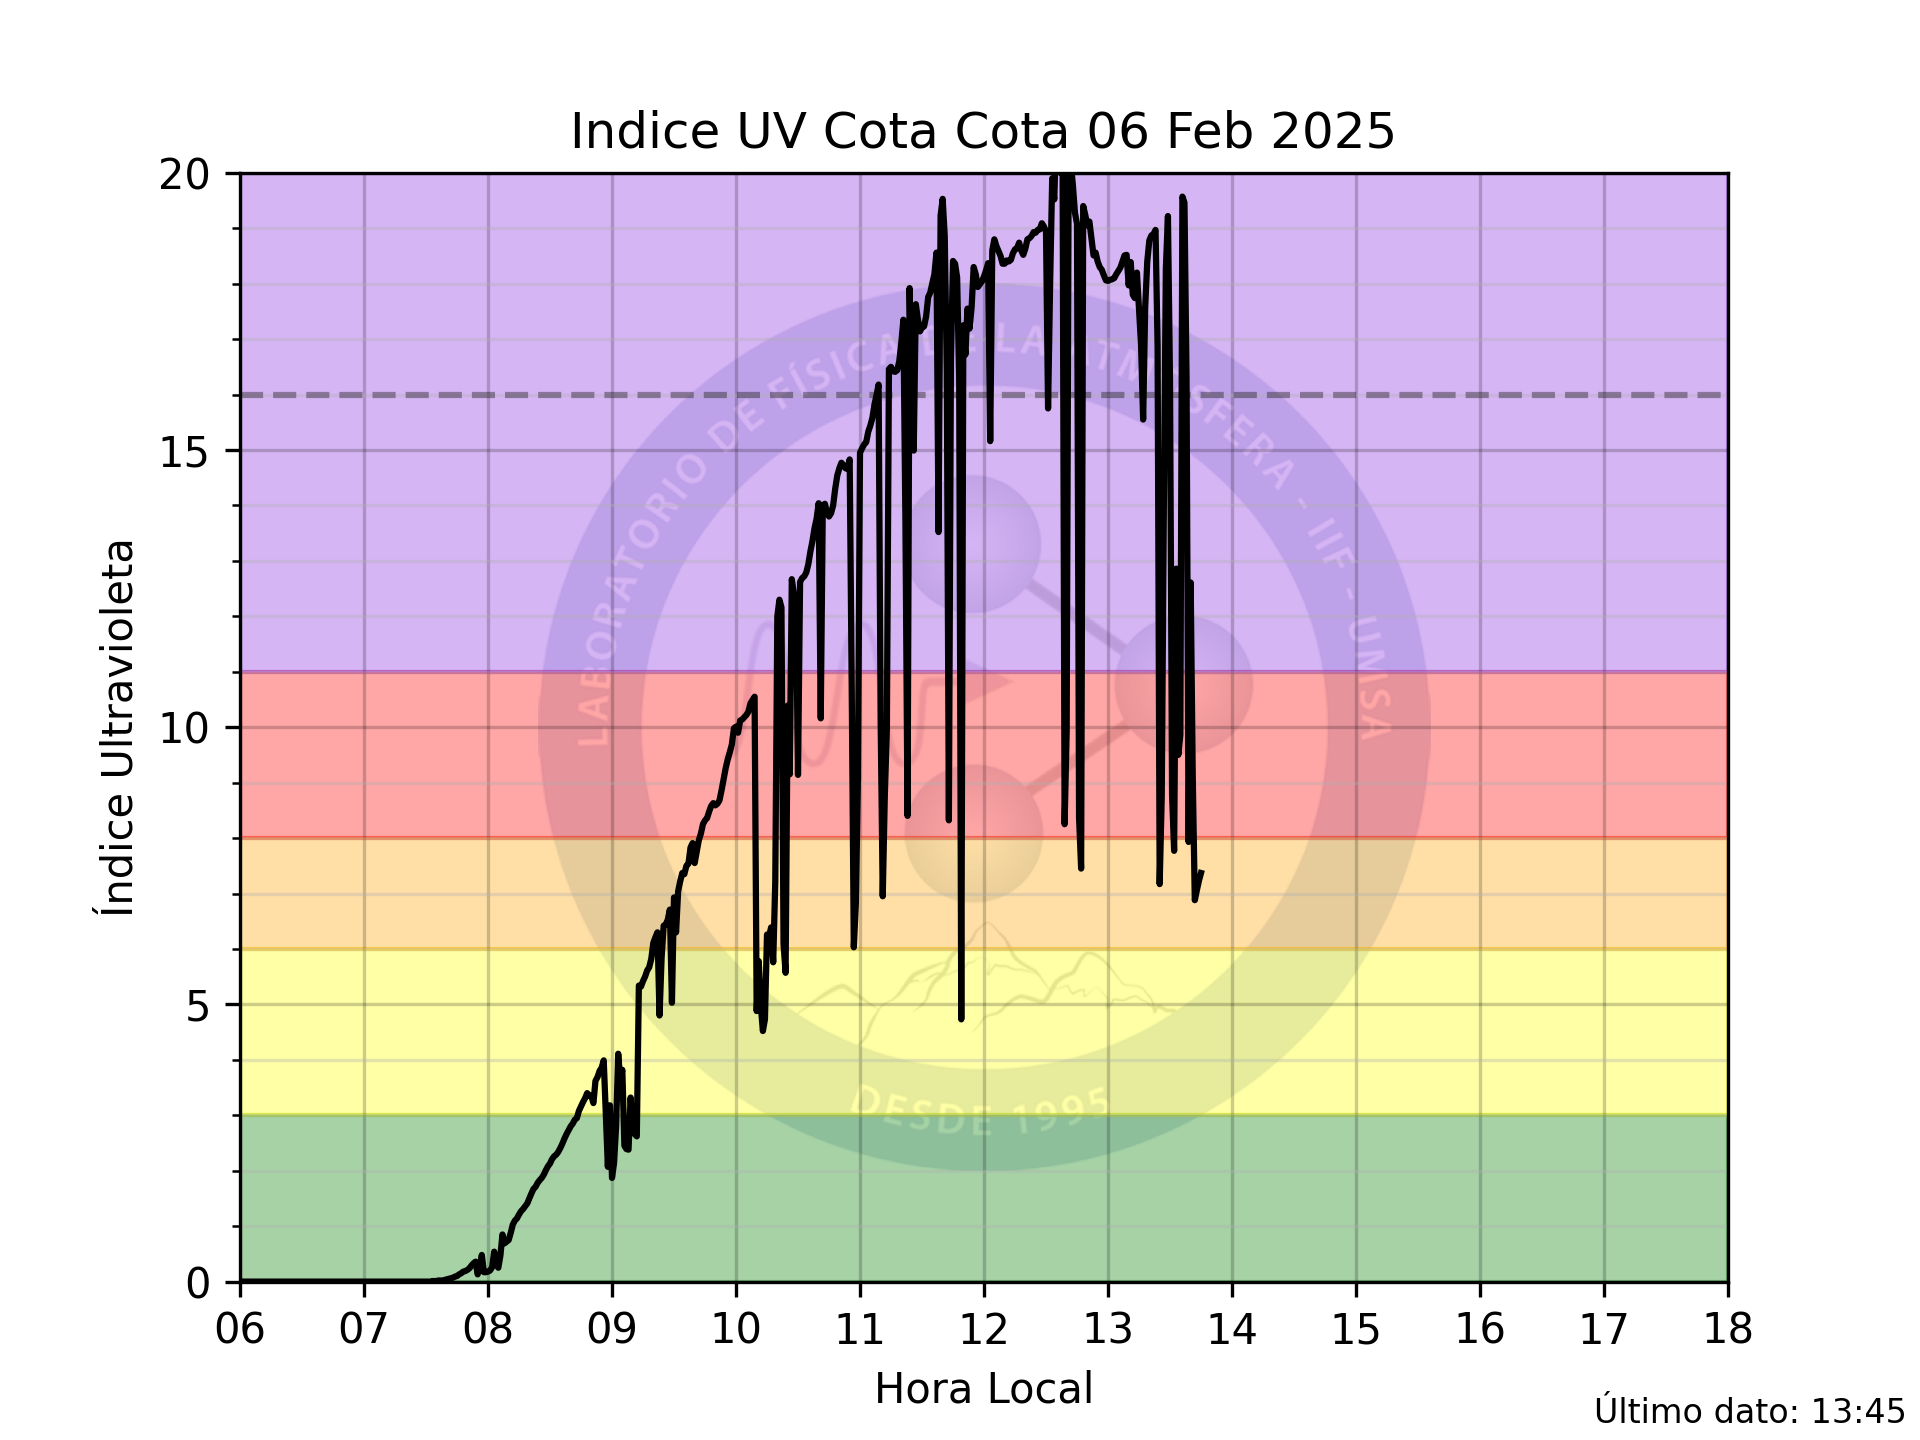 Indice UV Cota Cota 06 Feb 2025
20
15
10
5
0
Índice Ultravioleta
LABORATORIO DE FÍSICA DE LA ATMÓSFERA - IIF - UMSA
DESDE 1995
06 07 08 09 10 11 12 13 14 15 16 17 18
Hora Local
Último dato: 13:45